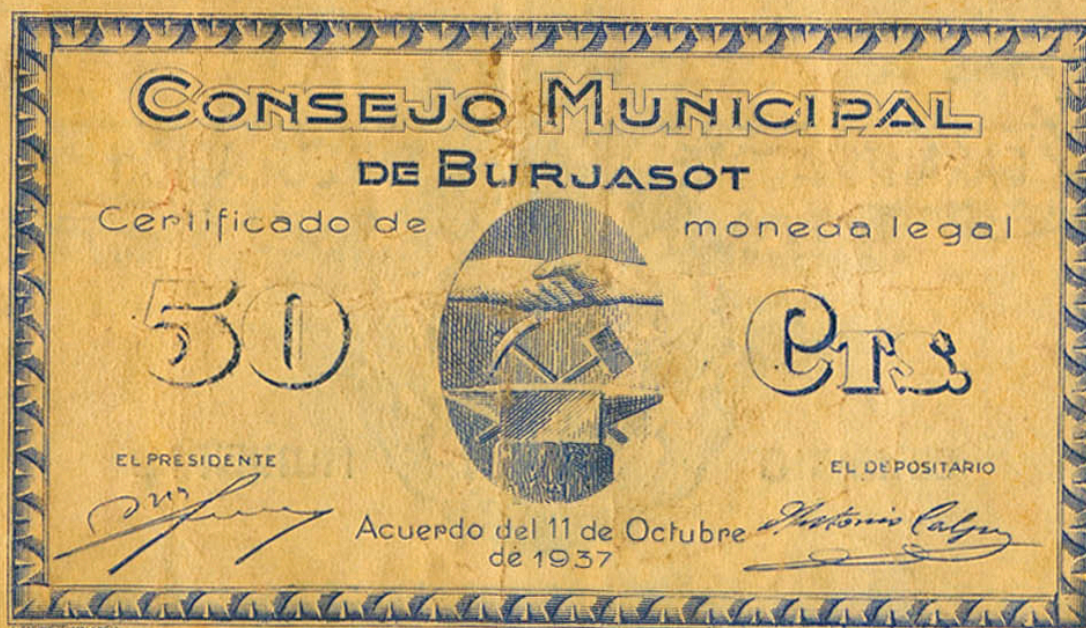 CONSEJO MUNICIPAL
DE BURJASOT
Certificado de moneda legal
50 Cts.
EL PRESIDENTE
EL DEPOSITARIO
Acuerdo del 11 de Octubre
de 1937
Antonio